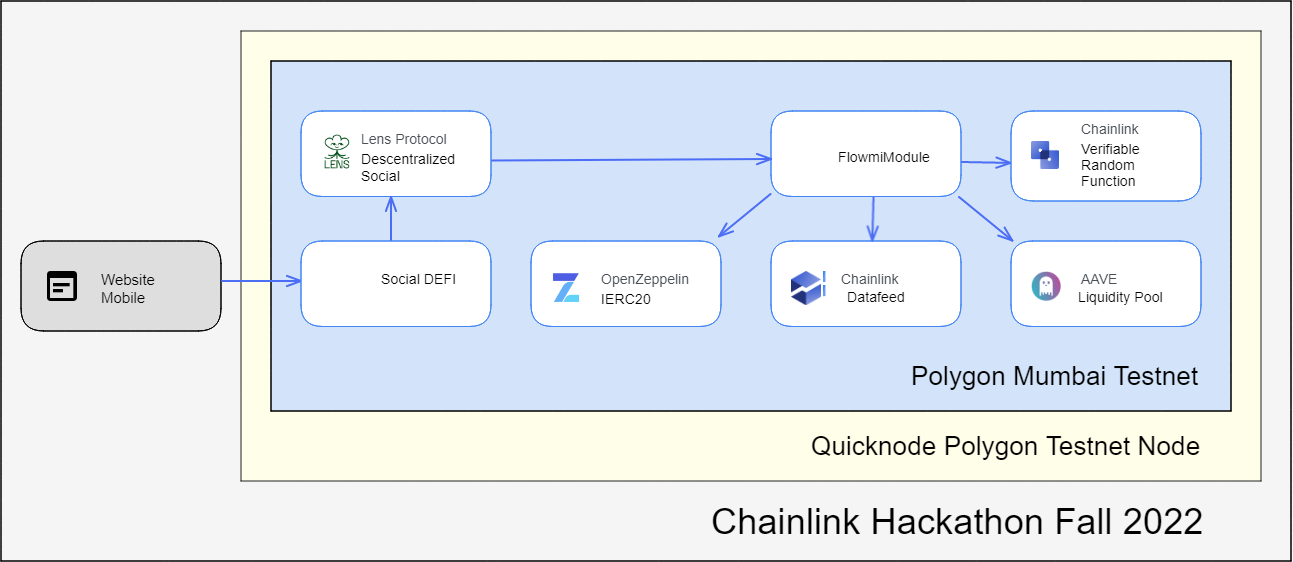 Lens Protocol
Descentralized
Social
LENS
FlowmiModule
Chainlink
Verifiable
Random
Function
Website
Mobile
Social DEFI
OpenZeppelin
IERC20
Chainlink
Datafeed
AAVE
Liquidity Pool
Polygon Mumbai Testnet
Quicknode Polygon Testnet Node
Chainlink Hackathon Fall 2022